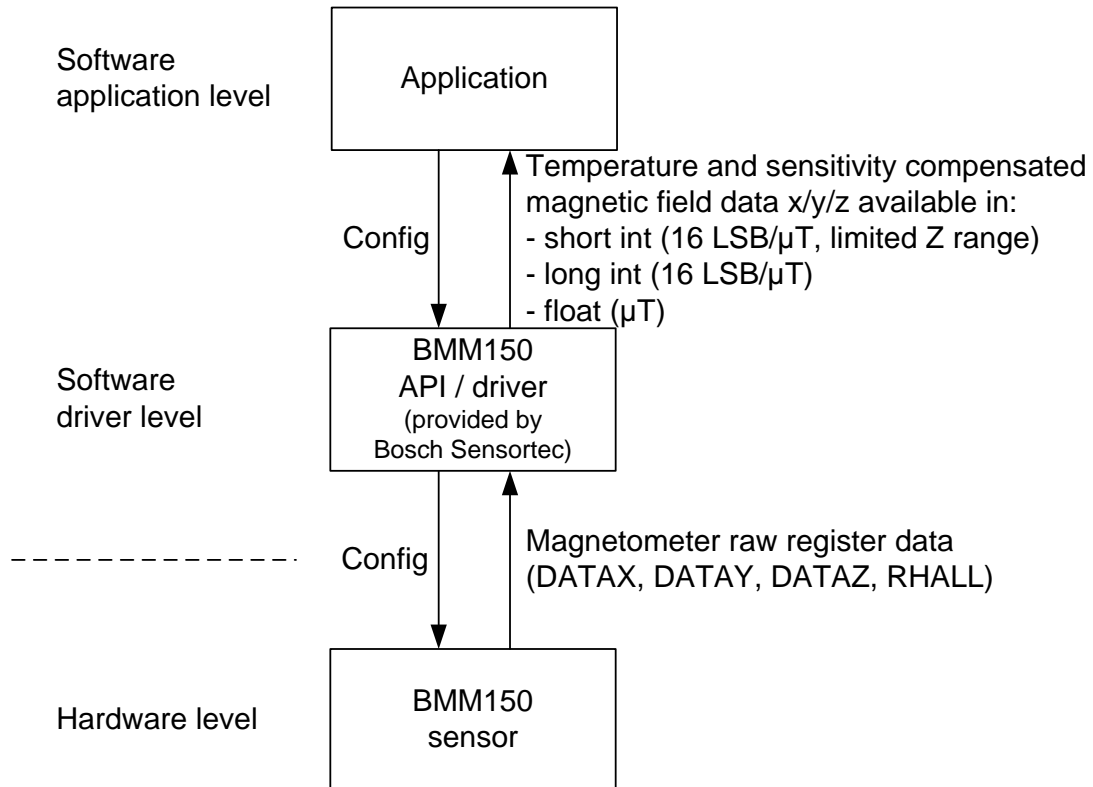 Software
application level
Application
Temperature and sensitivity compensated
magnetic field data x/y/z available in:
- short int (16 LSB/µT, limited Z range)
- long int (16 LSB/µT)
- float (µT)
Config
Software
driver level
BMM150
API / driver
(provided by
Bosch Sensortec)
Config
Magnetometer raw register data
(DATAX, DATAY, DATAZ, RHALL)
Hardware level
BMM150
sensor